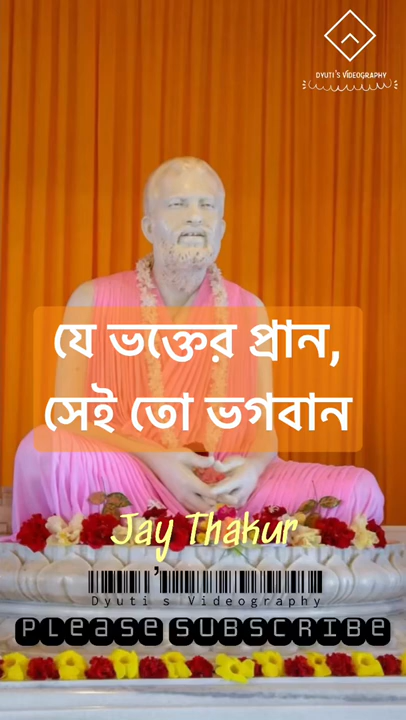 DYUTI'S VIDEOGRAPHY
যে ভক্তের প্রান,
সেই তো ভগবান
Jay Thakur
Dyuti's Videography
PLEASE SUBSCRIBE